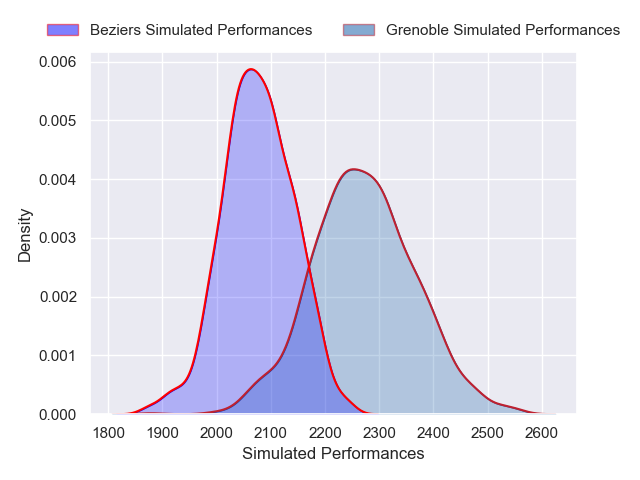 Beziers Simulated Performances Grenoble Simulated Performances
0.006
0.005
0.004
0.003
0.002
0.001
0.000
Density
1800 1900 2000 2100 2200 2300 2400 2500 2600
Simulated Performances